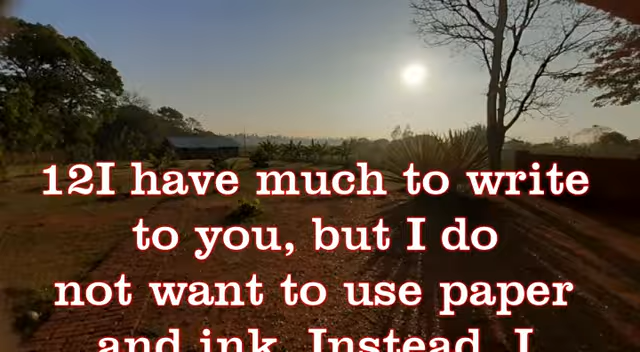 12I have much to write
to you, but I do
not want to use paper
and ink. Instead, I